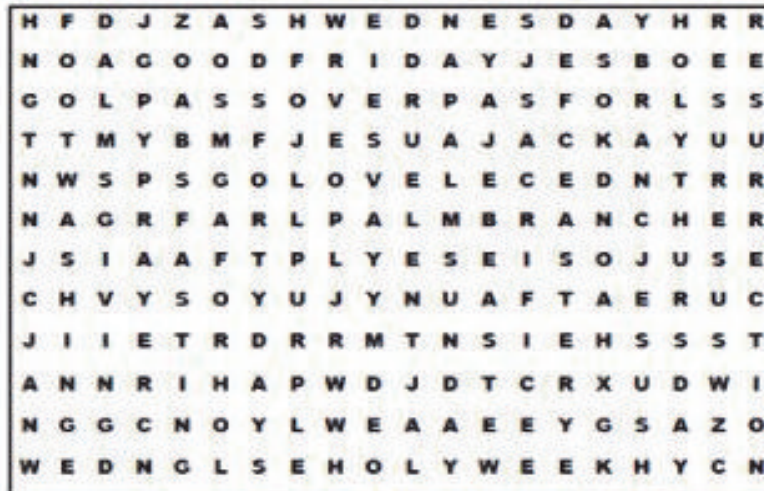 H F D J Z A S H W E D N E S D A Y H R R
N O A G O O D F R I D A Y J E S B O E E
G O L P A S S O V E R P A S F O R L S S
T T M Y B M F J E S U A J A C K A Y U U
N W S P S G O L O V E L E C E D N T R R
N A G R F A R L P A L M B R A N C H E R
J S I A A F T P L Y E S E I S O J U S E
C H V Y S O Y U J Y N U A F T A E R U C
J I I E T R D R R M T N S I E H S S S T
A N N R I H A P W D J D T C R X U D W I
N G G C N O Y L W E A A E E Y G S A Z O
W E D N G L S E H O L Y W E E K H Y C N